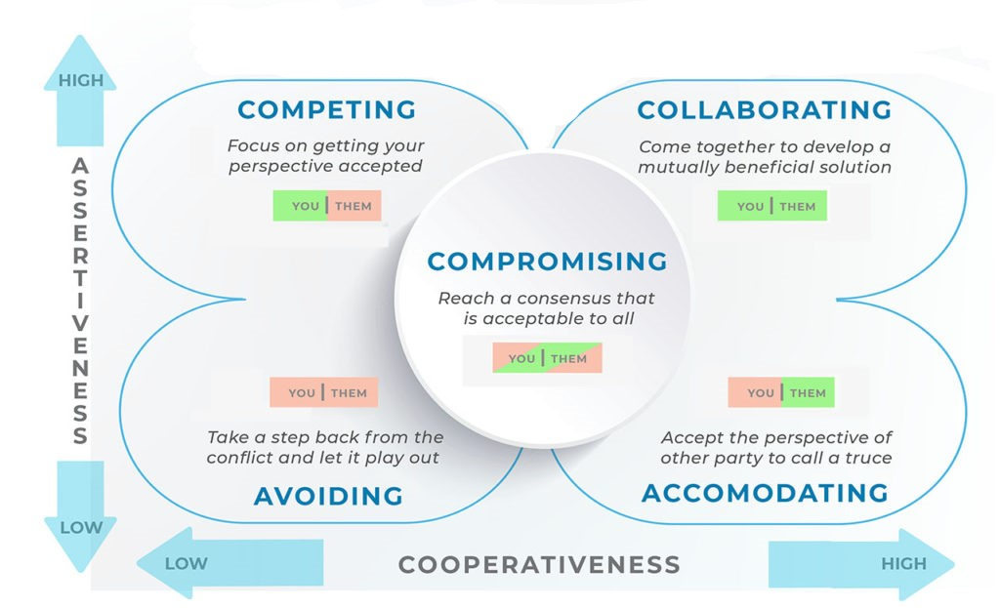 HIGH
ASSERTIVENESS
LOW
COMPETING
Focus on getting your
perspective accepted
YOU | THEM
COLLABORATING
Come together to develop a
mutually beneficial solution
YOU | THEM
COMPROMISING
Reach a consensus that
is acceptable to all
YOU | THEM
YOU | THEM
Take a step back from the
conflict and let it play out
AVOIDING
YOU | THEM
Accept the perspective of
other party to call a truce
ACCOMODATING
LOW
COOPERATIVENESS
HIGH